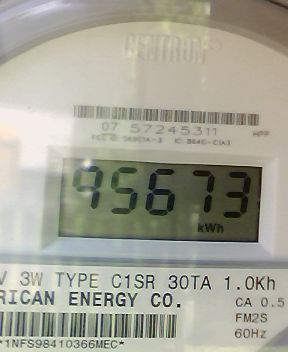 CENTRON®
07 57245311
HPP
95673
kWh
V 3W TYPE C1SR 30TA 1.0Kh
RICAN ENERGY CO.
CA 0.5
FM2S
60Hz
*1NFS98410366MEC*